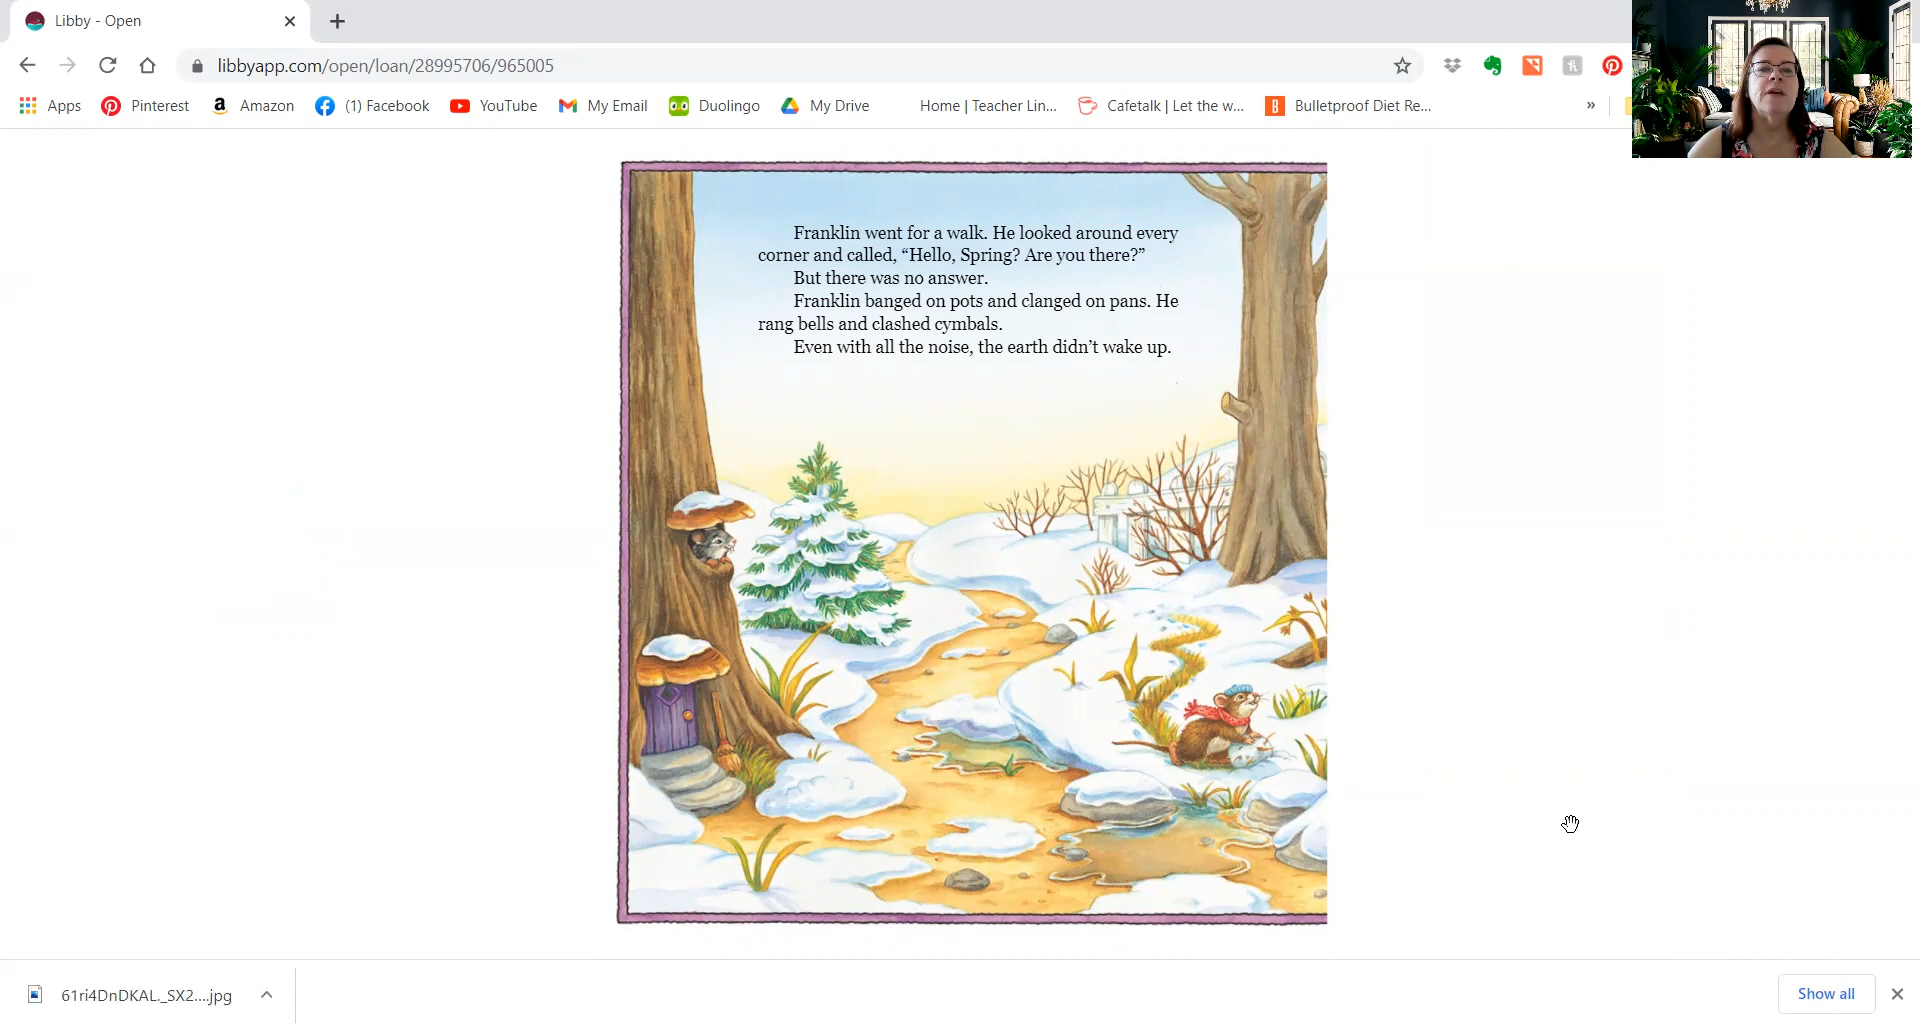 Libby - Open
libbyapp.com/open/loan/28995706/965005
Apps Pinterest Amazon (1) Facebook YouTube My Email Duolingo My Drive Home | Teacher Lin... Cafetalk | Let the w... Bulletproof Diet Re... »
Franklin went for a walk. He looked around every
corner and called, “Hello, Spring? Are you there?”
But there was no answer.
Franklin banged on pots and clanged on pans. He
rang bells and clashed cymbals.
Even with all the noise, the earth didn’t wake up.
61ri4DnDKAL._SX2....jpg
Show all